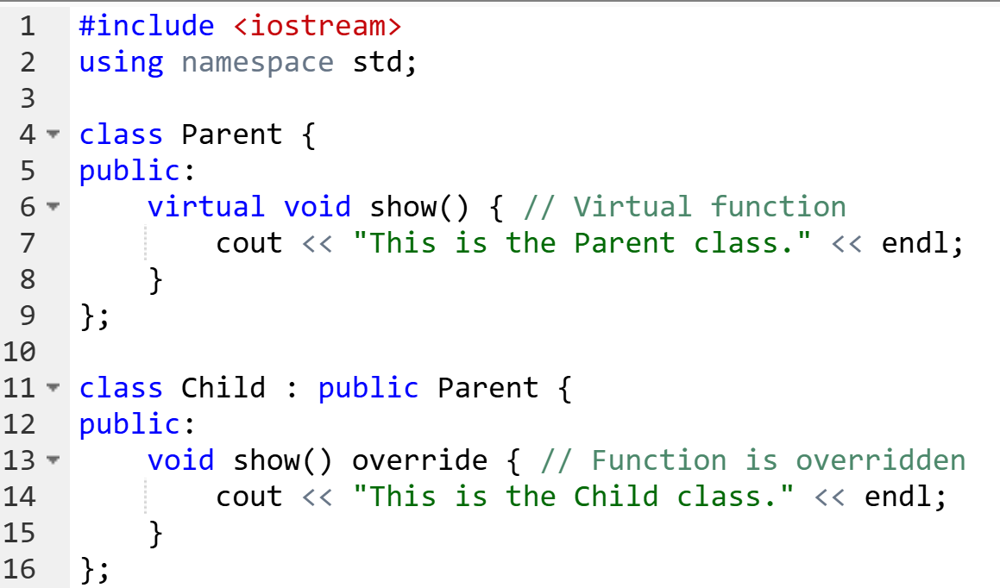 1 #include <iostream>
2 using namespace std;
3
4 class Parent {
5 public:
6     virtual void show() { // Virtual function
7         cout << "This is the Parent class." << endl;
8     }
9 };
10
11 class Child : public Parent {
12 public:
13     void show() override { // Function is overridden
14         cout << "This is the Child class." << endl;
15     }
16 };